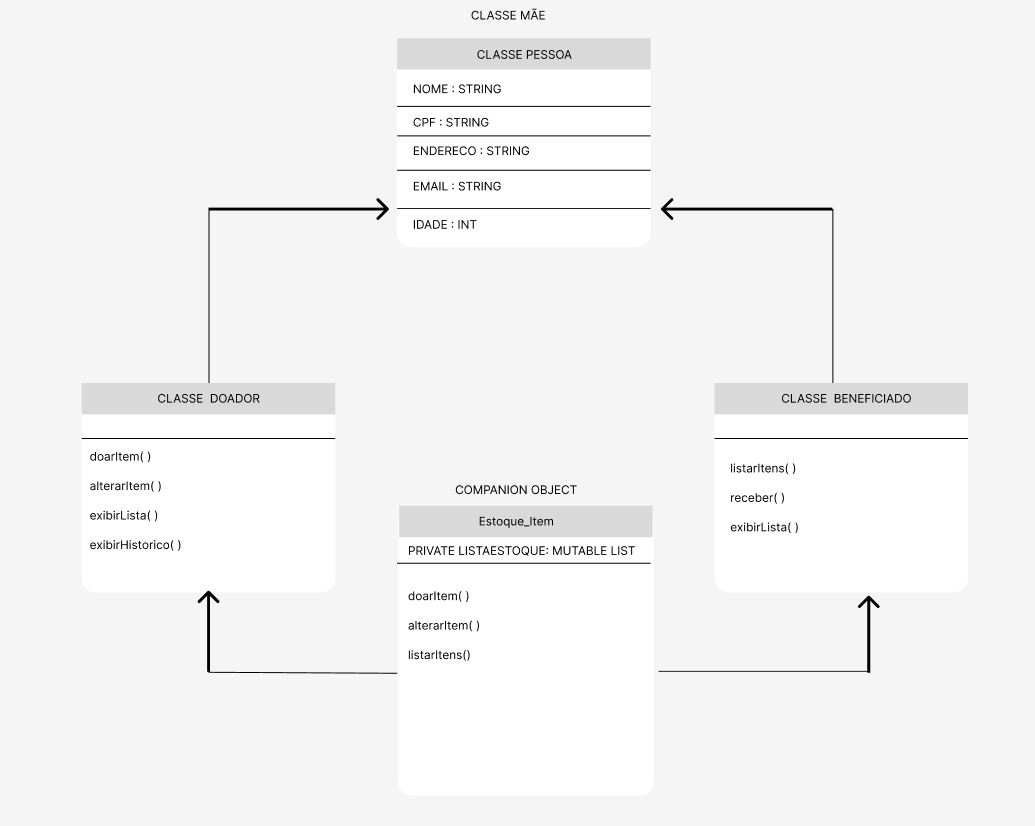 CLASSE MÃE
CLASSE PESSOA
NOME : STRING
CPF : STRING
ENDERECO : STRING
EMAIL : STRING
IDADE : INT
CLASSE DOADOR
doarItem( )
alterarItem( )
exibirLista( )
exibirHistorico( )
CLASSE BENEFICIADO
listarItens( )
receber( )
exibirLista( )
COMPANION OBJECT
Estoque_Item
PRIVATE LISTAESTOQUE: MUTABLE LIST
doarItem( )
alterarItem( )
listarItens()